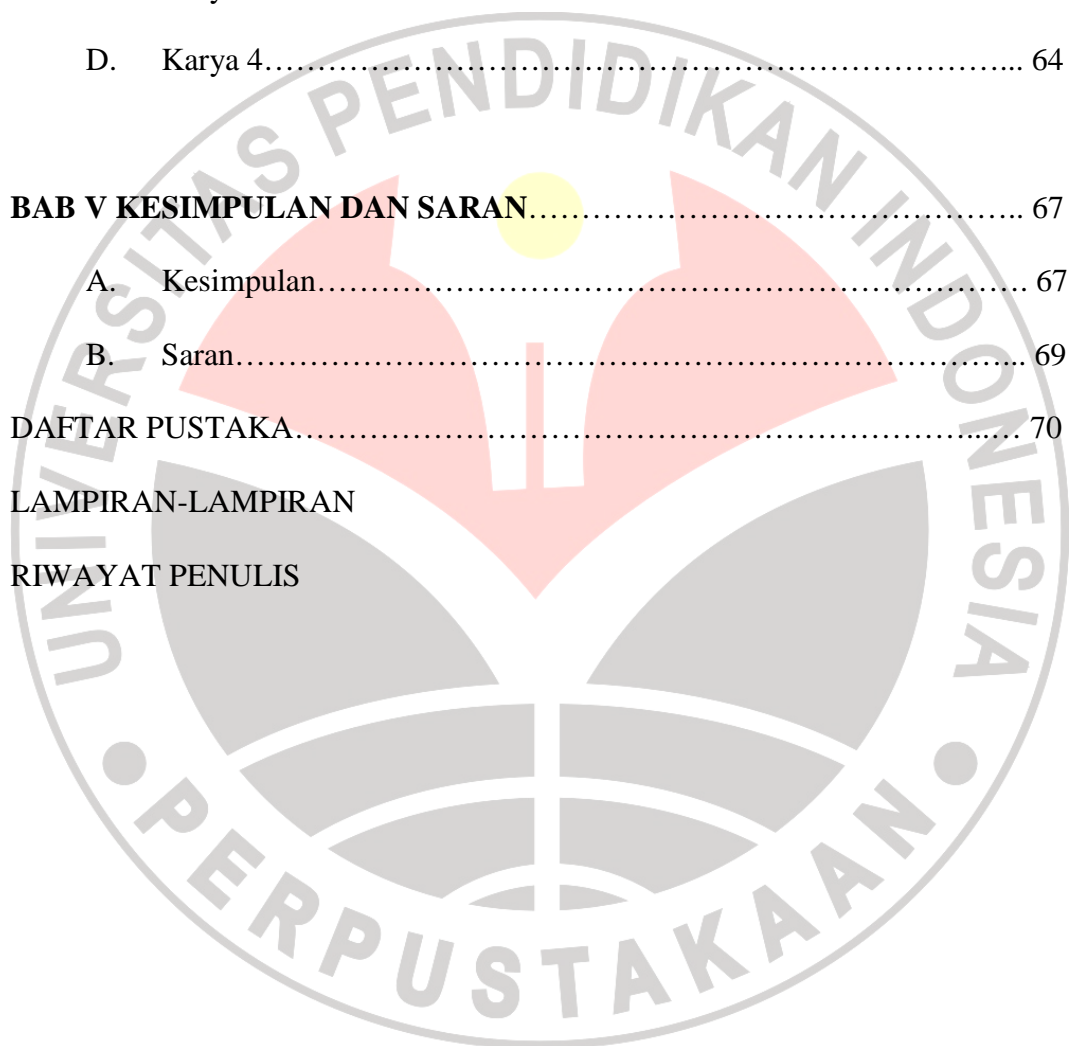 D. Karya 4…………………………………………………………………... 64
BAB V KESIMPULAN DAN SARAN………………………………………….. 67
A. Kesimpulan………………………………………………………………. 67
B. Saran…………………………………………………………………….. 69
DAFTAR PUSTAKA…………………………………………………………...… 70
LAMPIRAN-LAMPIRAN
RIWAYAT PENULIS
UNIVERSITAS PENDIDIKAN INDONESIA
PERPUSTAKAAN